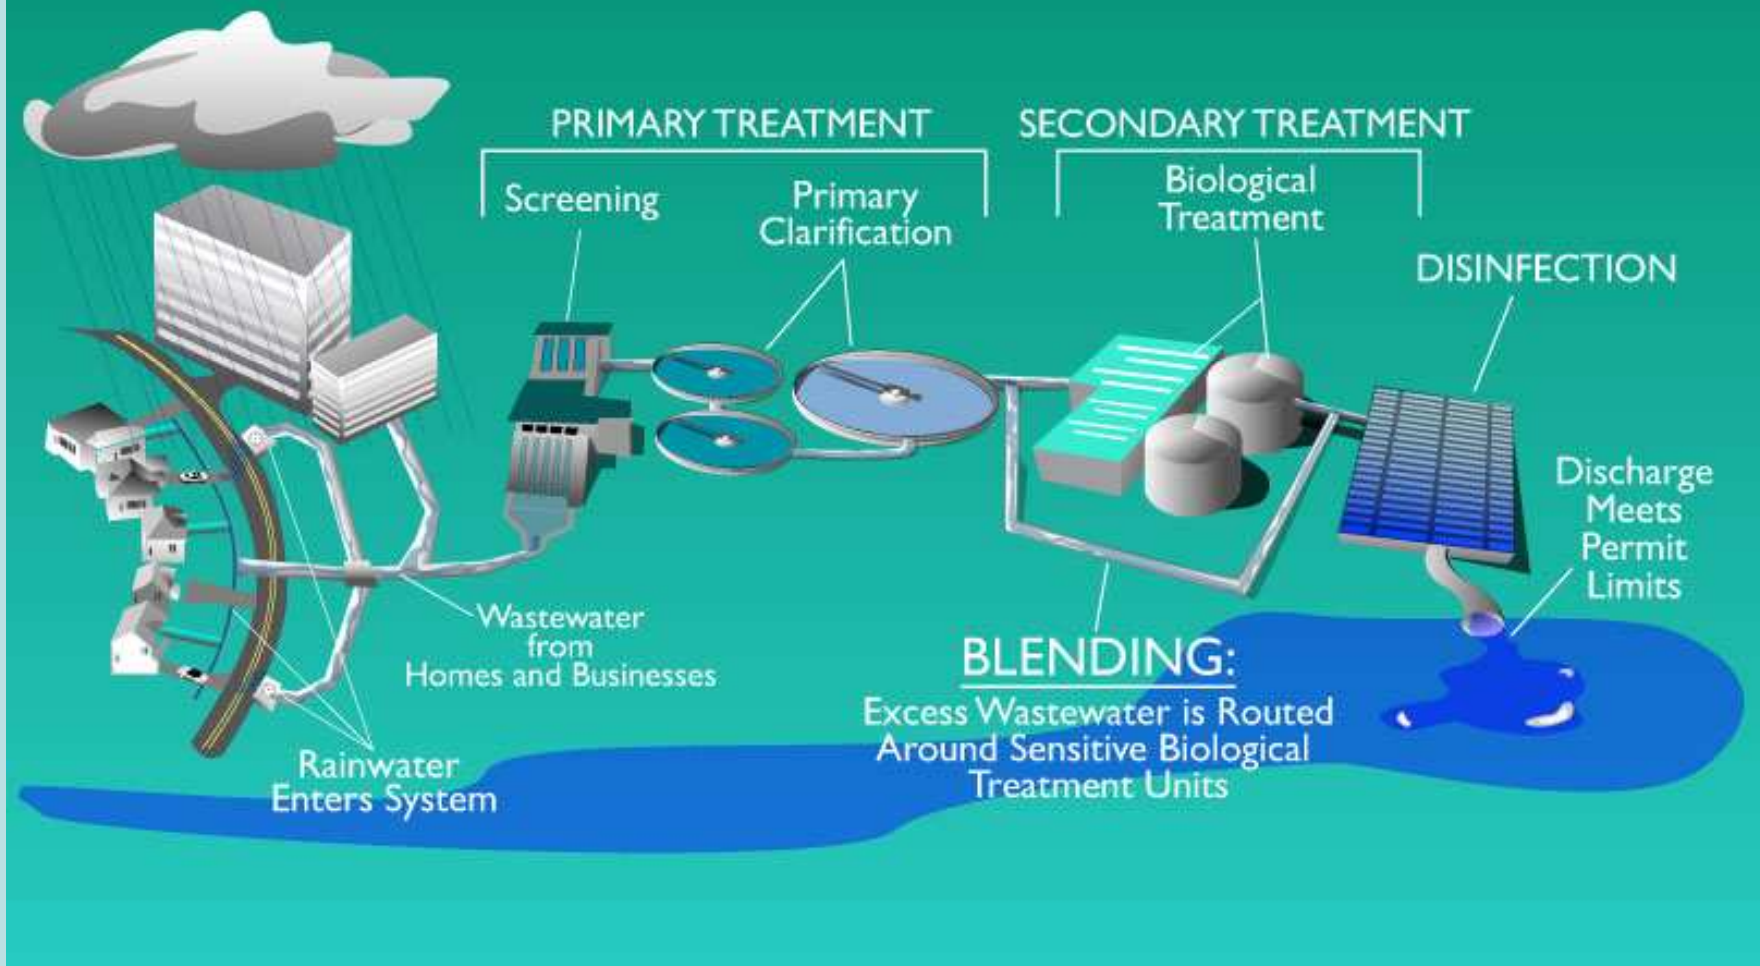 PRIMARY TREATMENT
Screening
Primary
Clarification
SECONDARY TREATMENT
Biological
Treatment
DISINFECTION
Discharge
Meets
Permit
Limits
Wastewater
from
Homes and Businesses
BLENDING:
Excess Wastewater is Routed
Around Sensitive Biological
Treatment Units
Rainwater
Enters System